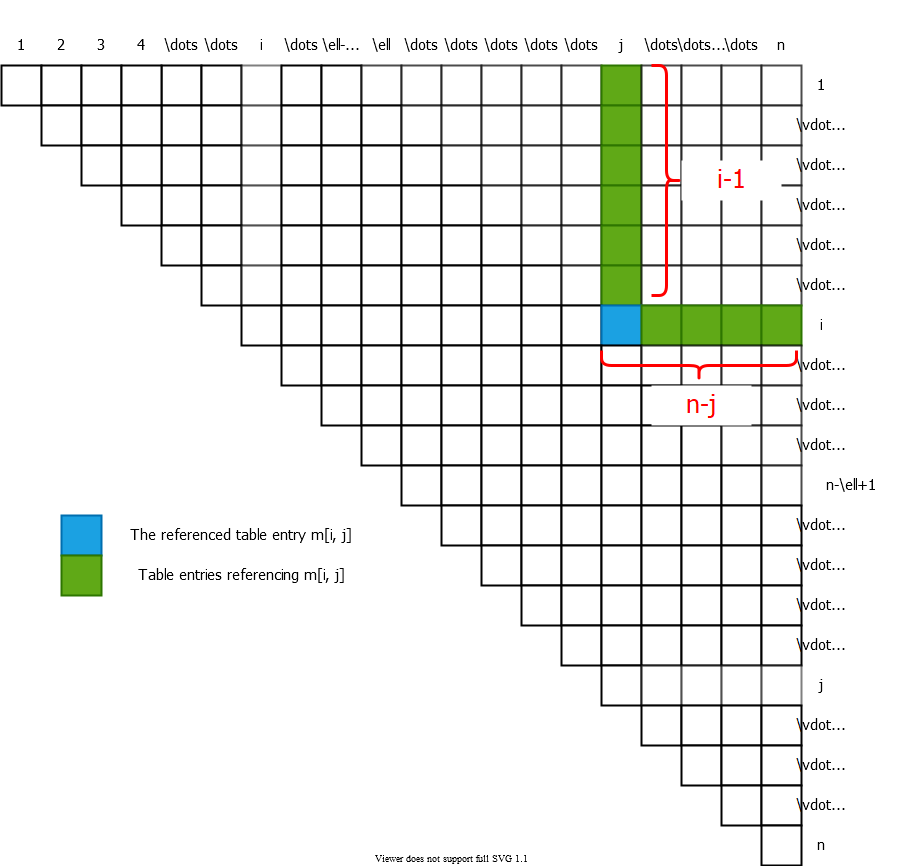 1 2 3 4 \dots \dots i \dots \ell-... \ell \dots \dots \dots \dots \dots j \dots \dots... \dots n
1
\vdot...
\vdot...
i-1
\vdot...
\vdot...
\vdot...
i
\vdot...
n-j
\vdot...
\vdot...
n-\ell+1
The referenced table entry m[i, j]
\vdot...
\vdot...
Table entries referencing m[i, j]
\vdot...
\vdot...
j
\vdot...
\vdot...
\vdot...
n
Viewer does not support full SVG 1.1